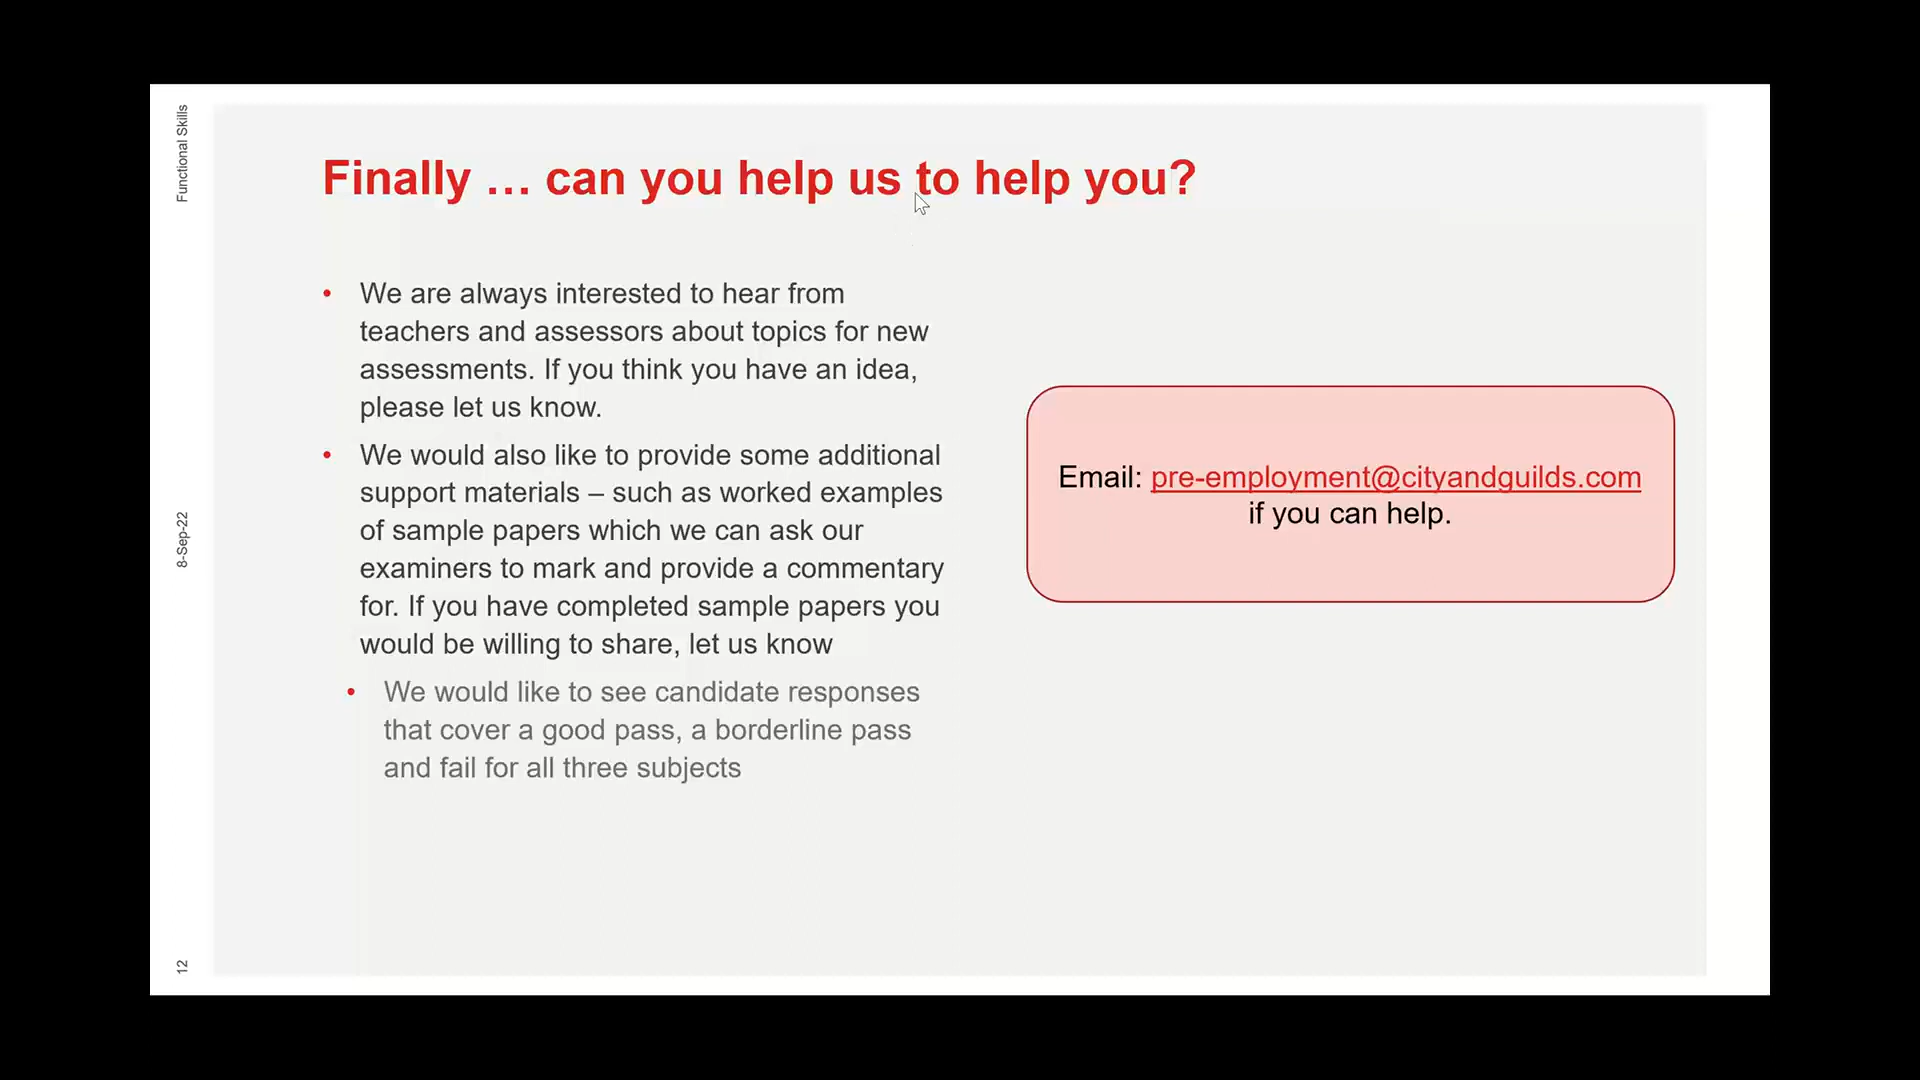 Functional Skills
8-Sep-22
12
Finally … can you help us to help you?
• We are always interested to hear from
teachers and assessors about topics for new
assessments. If you think you have an idea,
please let us know.
• We would also like to provide some additional
support materials – such as worked examples
of sample papers which we can ask our
examiners to mark and provide a commentary
for. If you have completed sample papers you
would be willing to share, let us know
• We would like to see candidate responses
that cover a good pass, a borderline pass
and fail for all three subjects
Email: pre-employment@cityandguilds.com
if you can help.